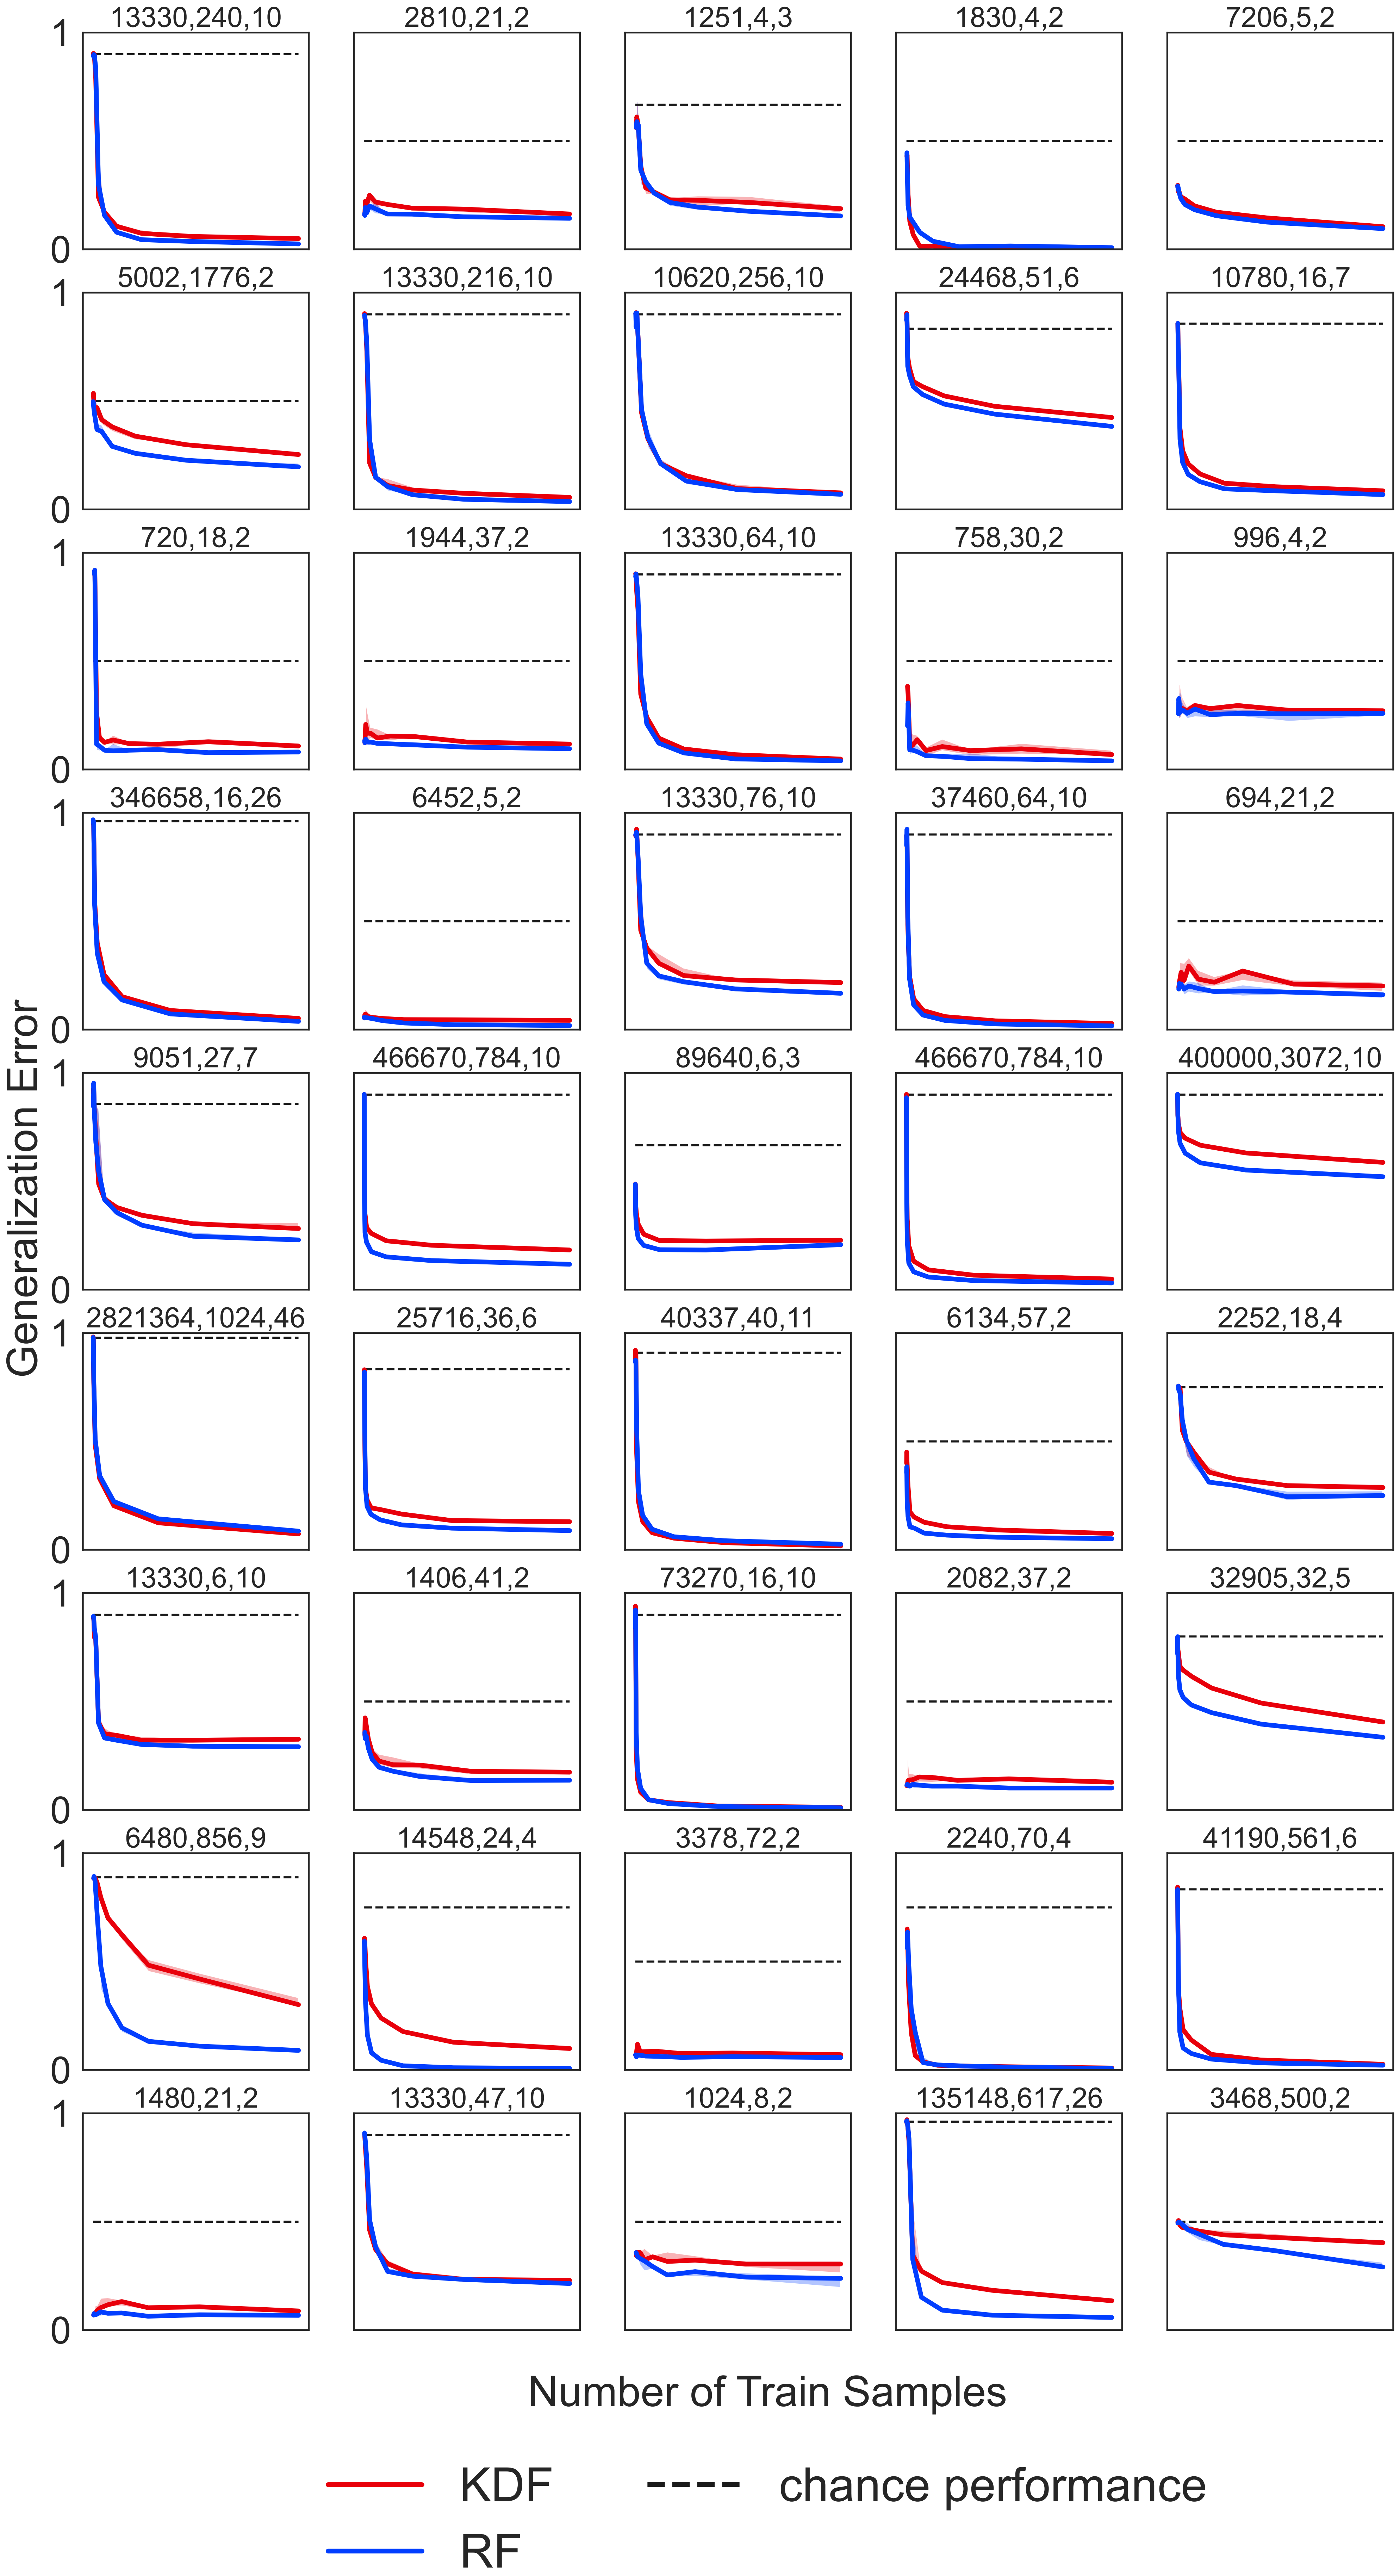 13330,240,10 2810,21,2 1251,4,3 1830,4,2 7206,5,2
1
0
5002,1776,2 13330,216,10 10620,256,10 24468,51,6 10780,16,7
1
0
720,18,2 1944,37,2 13330,64,10 758,30,2 996,4,2
1
0
346658,16,26 6452,5,2 13330,76,10 37460,64,10 694,21,2
1
0
Generalization Error
9051,27,7 466670,784,10 89640,6,3 466670,784,10 400000,3072,10
1
0
2821364,1024,46 25716,36,6 40337,40,11 6134,57,2 2252,18,4
1
0
13330,6,10 1406,41,2 73270,16,10 2082,37,2 32905,32,5
1
0
6480,856,9 14548,24,4 3378,72,2 2240,70,4 41190,561,6
1
0
1480,21,2 13330,47,10 1024,8,2 135148,617,26 3468,500,2
1
0
Number of Train Samples
KDF chance performance
RF